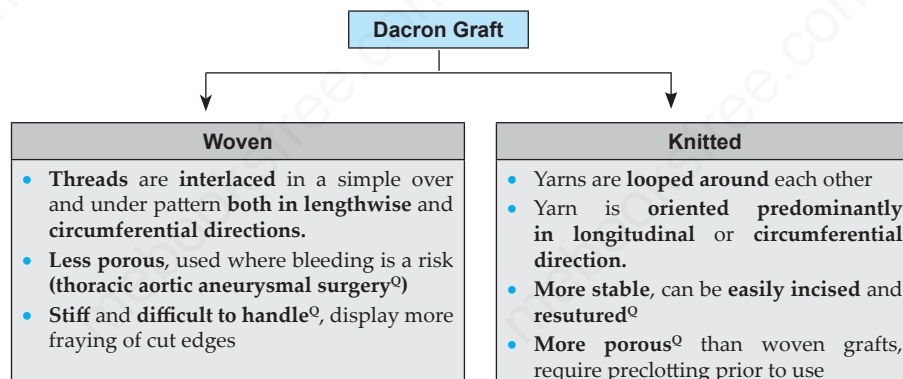 Dacron Graft
Woven
• Threads are interlaced in a simple over
and under pattern both in lengthwise and
circumferential directions.
• Less porous, used where bleeding is a risk
(thoracic aortic aneurysmal surgeryQ)
• Stiff and difficult to handleQ, display more
fraying of cut edges
Knitted
• Yarns are looped around each other
• Yarn is oriented predominantly
in longitudinal or circumferential
direction.
• More stable, can be easily incised and
resuturedQ
• More porousQ than woven grafts,
require preclotting prior to use